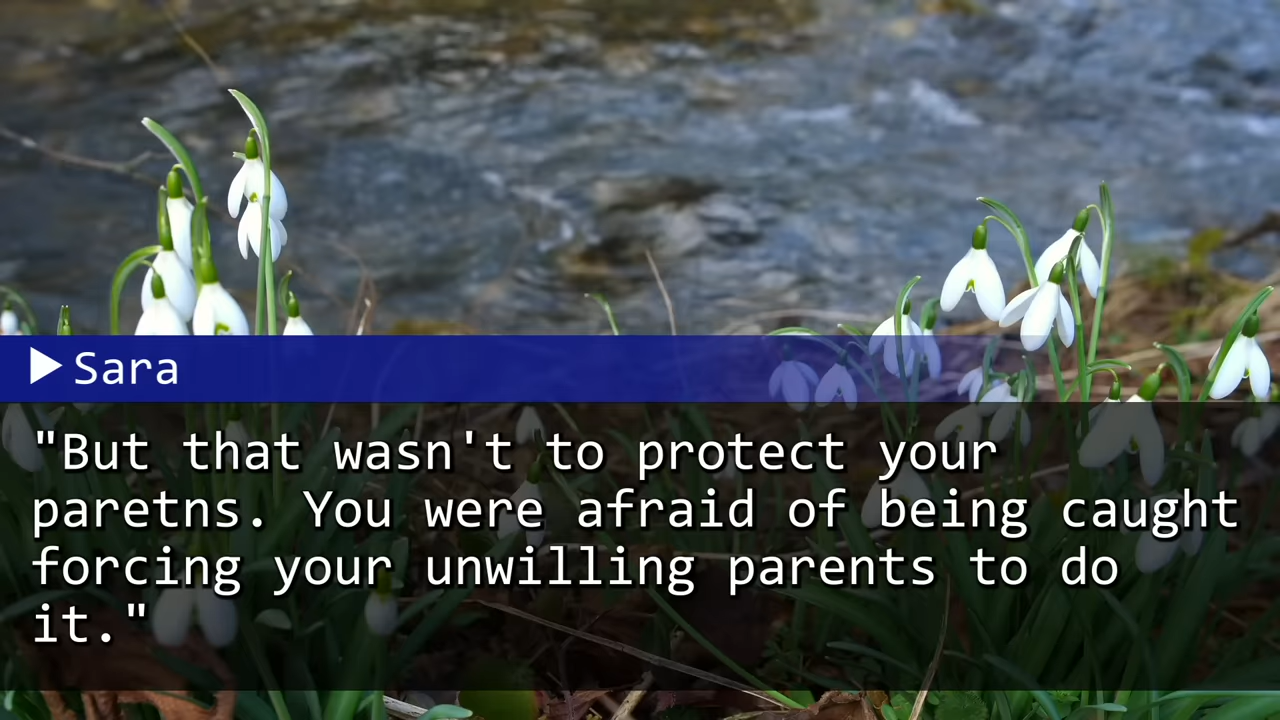 Sara
"But that wasn't to protect your
paretns. You were afraid of being caught
forcing your unwilling parents to do
it."